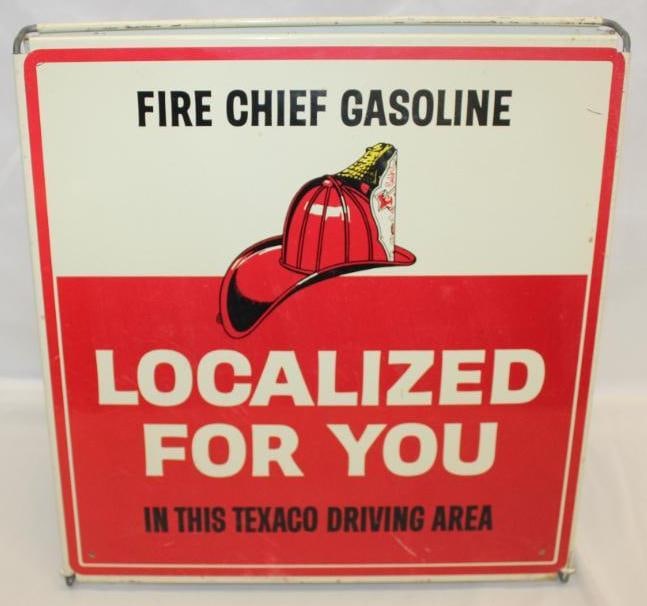 FIRE CHIEF GASOLINE
LOCALIZED
FOR YOU
IN THIS TEXACO DRIVING AREA